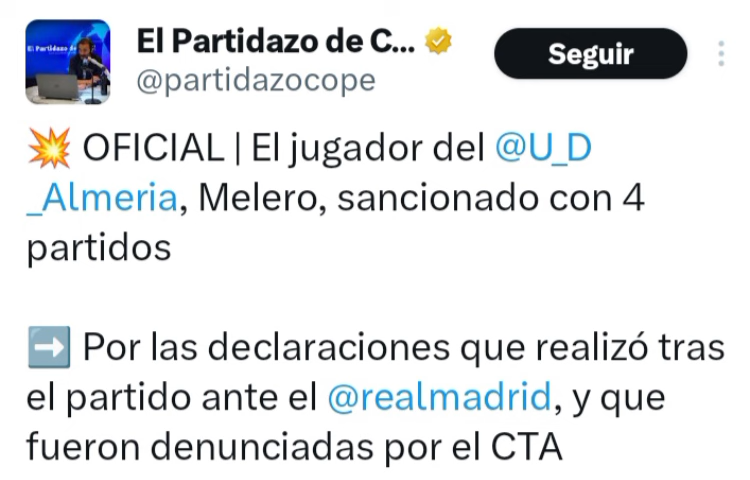 El Partidazo de C...
@partidazocope
Seguir
💥 OFICIAL | El jugador del @U_D
_Almeria, Melero, sancionado con 4
partidos
➡️ Por las declaraciones que realizó tras
el partido ante el @realmadrid, y que
fueron denunciadas por el CTA